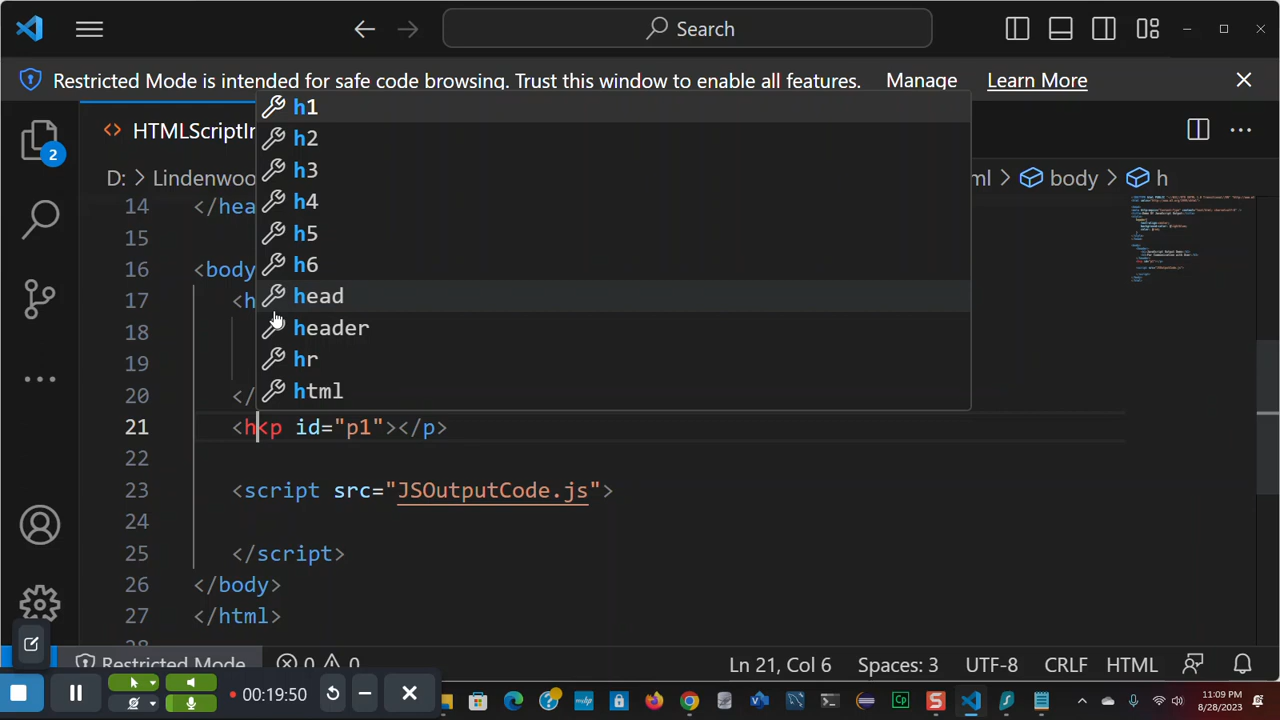 Search
Restricted Mode is intended for safe code browsing. Trust this window to enable all features. Manage Learn More
<> HTMLScriptIn
D: > Lindenwoo ml > body > h
2
h1
h2
h3
h4
h5
h6
head
header
hr
html
14 </hea
15
16 <body
17 <h
18
19
20 </
21 <h<p id="p1"></p>
22
23 <script src="JSOutputCode.js">
24
25 </script>
26 </body>
27 </html>
28
Restricted Mode 0 0 Ln 21, Col 6 Spaces: 3 UTF-8 CRLF HTML
00:19:50
11:09 PM
8/28/2023